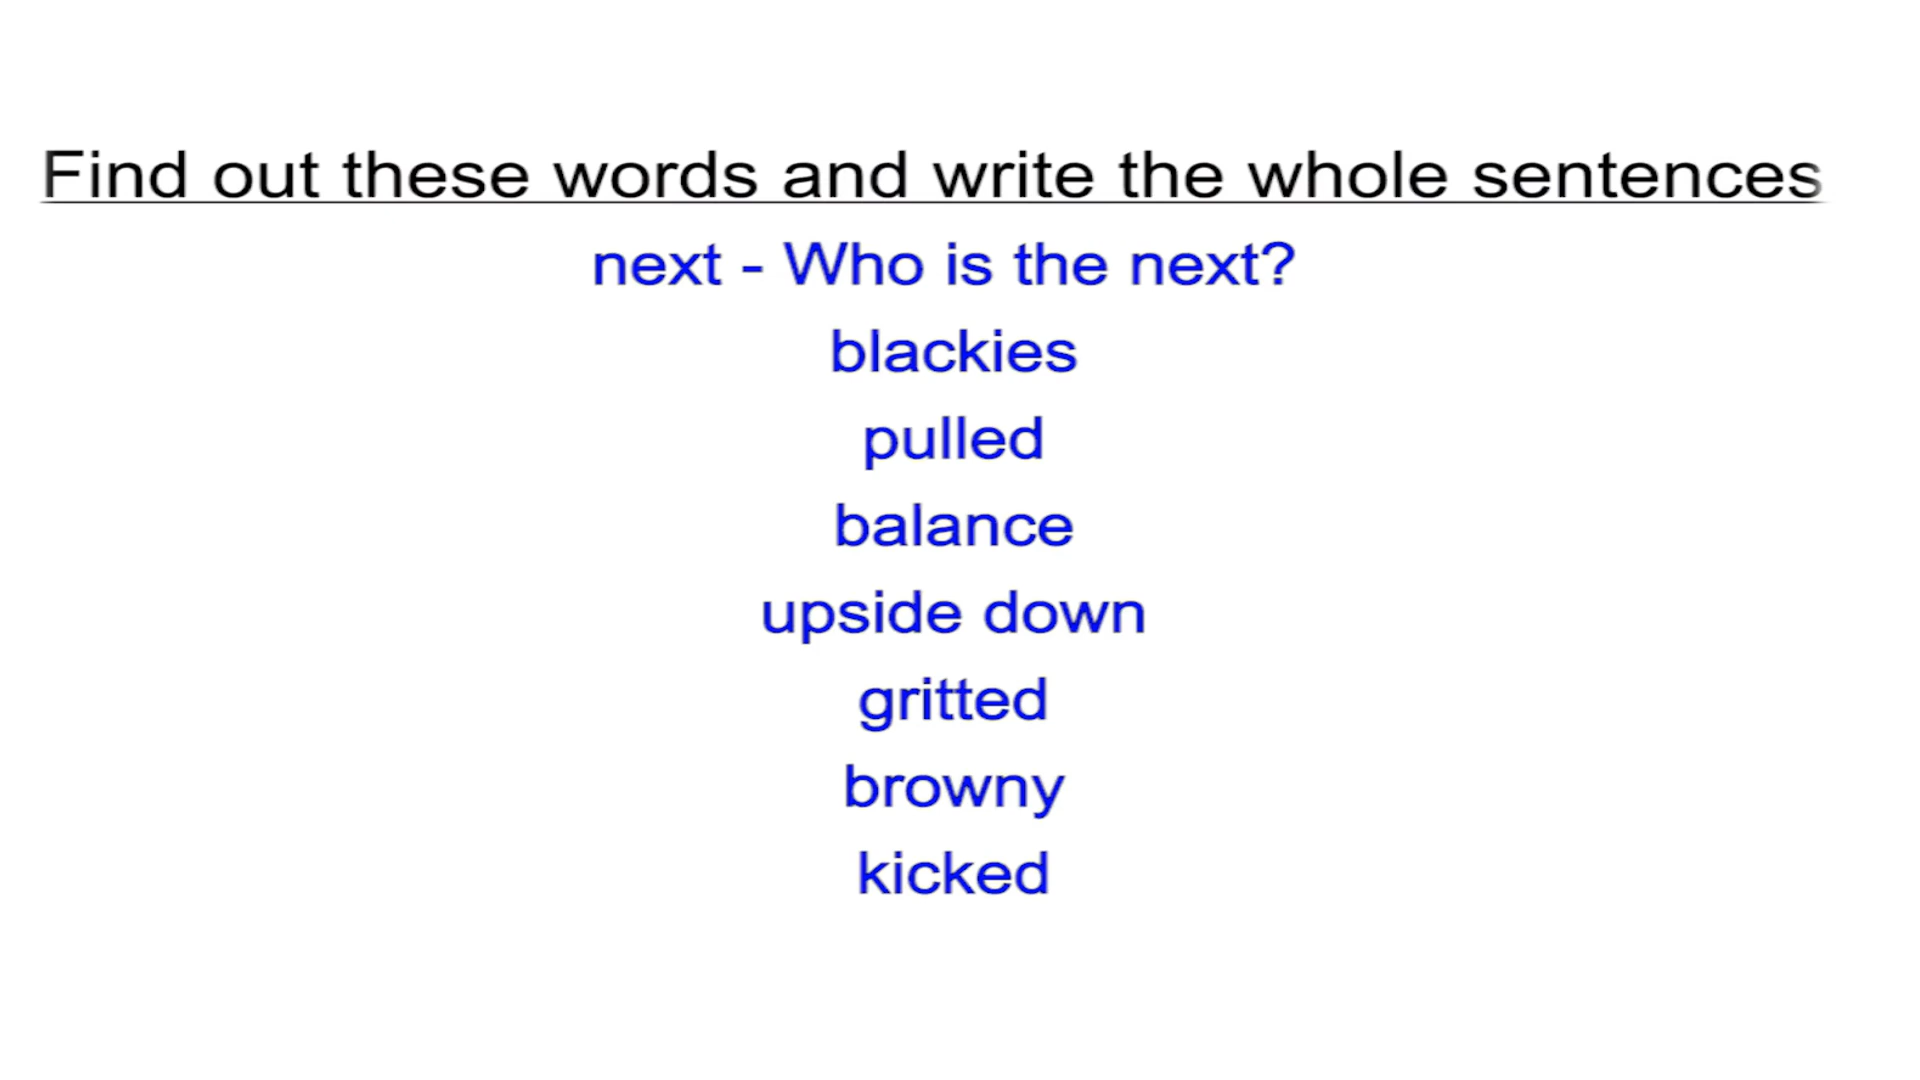 Find out these words and write the whole sentences
next - Who is the next?
blackies
pulled
balance
upside down
gritted
browny
kicked